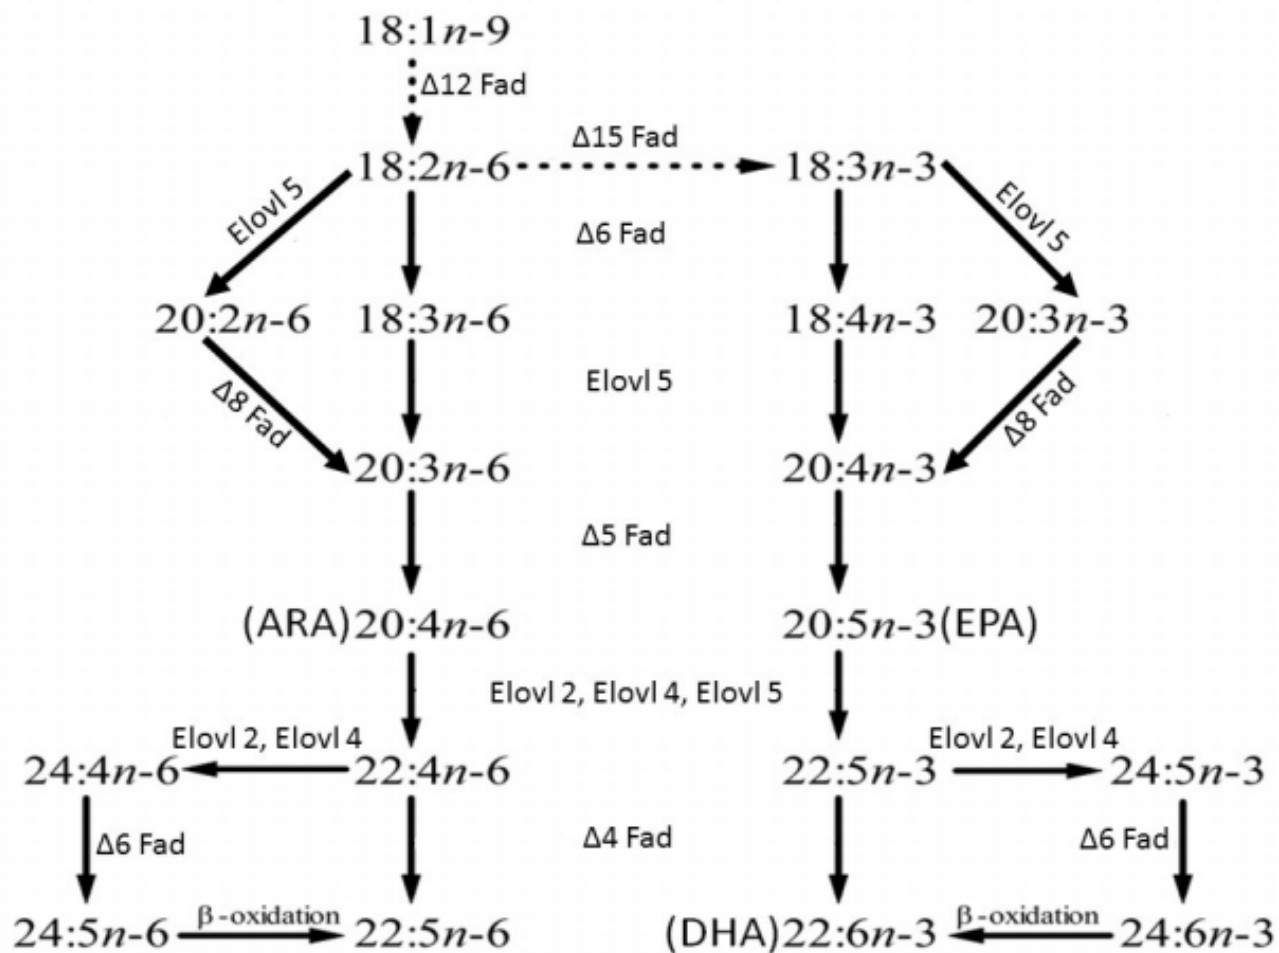 18:1n-9
Δ12 Fad
18:2n-6 Δ15 Fad 18:3n-3
Elovl 5 Δ6 Fad Elovl 5
20:2n-6 18:3n-6 18:4n-3 20:3n-3
Δ8 Fad Elovl 5 Δ8 Fad
20:3n-6 20:4n-3
Δ5 Fad
(ARA)20:4n-6 20:5n-3(EPA)
Elovl 2, Elovl 4, Elovl 5
Elovl 2, Elovl 4 Elovl 2, Elovl 4
24:4n-6 22:4n-6 22:5n-3 24:5n-3
Δ6 Fad Δ4 Fad Δ6 Fad
24:5n-6 β-oxidation 22:5n-6 (DHA)22:6n-3 β-oxidation 24:6n-3